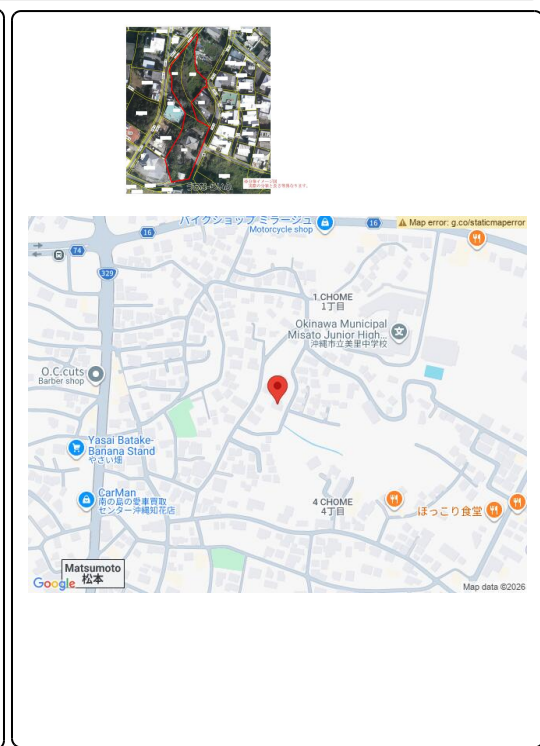 バイクショップ ミラージュ
Motorcycle shop
16
16
Map error: g.co/staticmaperror
74
329
1 CHOME
1丁目
Okinawa Municipal
Misato Junior High...
沖縄市立美里中学校
O.C.cuts
Barber shop
Yasai Batake-
Banana Stand
やさい畑
CarMan
南の島の愛車買取
センター沖縄知花店
4 CHOME
4丁目
ほっこり食堂
Matsumoto
松本
Google
Map data ©2026